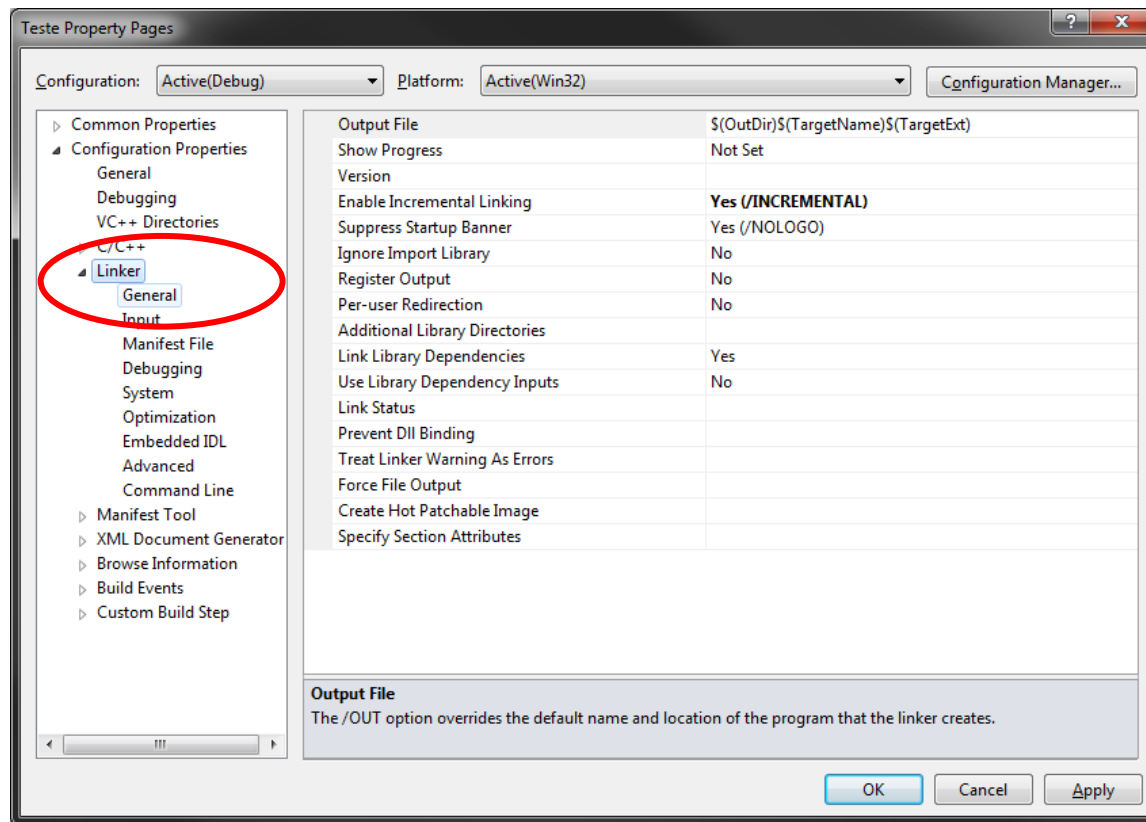 Teste Property Pages
Configuration: Active(Debug) Platform: Active(Win32) Configuration Manager...
Common Properties
Configuration Properties
General
Debugging
VC++ Directories
C/C++
Linker
General
Input
Manifest File
Debugging
System
Optimization
Embedded IDL
Advanced
Command Line
Manifest Tool
XML Document Generator
Browse Information
Build Events
Custom Build Step
Output File $(OutDir)$(TargetName)$(TargetExt)
Show Progress Not Set
Version
Enable Incremental Linking Yes (/INCREMENTAL)
Suppress Startup Banner Yes (/NOLOGO)
Ignore Import Library No
Register Output No
Per-user Redirection No
Additional Library Directories
Link Library Dependencies Yes
Use Library Dependency Inputs No
Link Status
Prevent Dll Binding
Treat Linker Warning As Errors
Force File Output
Create Hot Patchable Image
Specify Section Attributes
Output File
The /OUT option overrides the default name and location of the program that the linker creates.
OK Cancel Apply